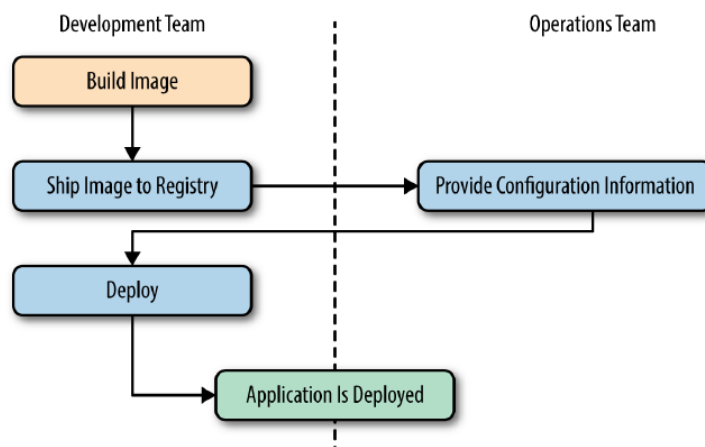 Development Team
Operations Team
Build Image
Ship Image to Registry
Provide Configuration Information
Deploy
Application Is Deployed